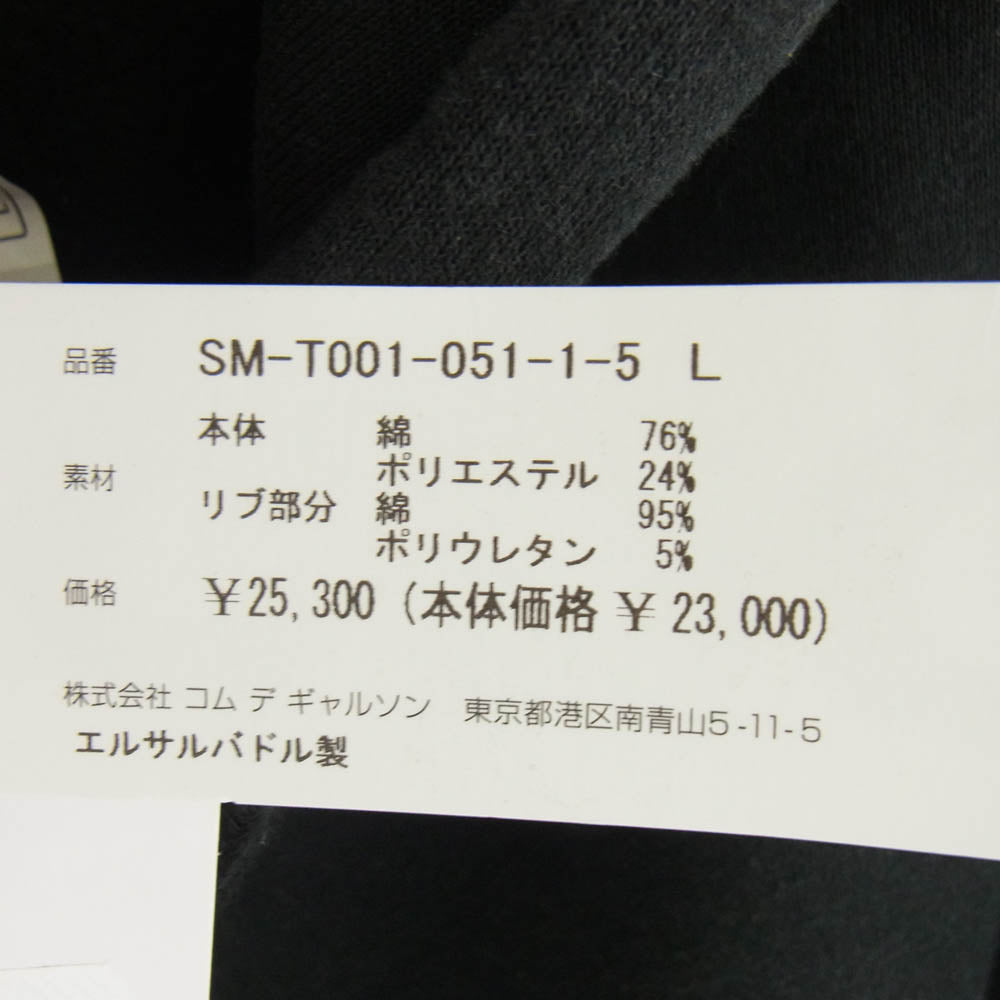 品番 SM-T001-051-1-5 L
本体 綿 76%
素材 ポリエステル 24%
リブ部分 綿 95%
ポリウレタン 5%
価格 ¥25,300 (本体価格 ¥ 23,000)
株式会社 コム デ ギャルソン 東京都港区南青山5-11-5
エルサルバドル製